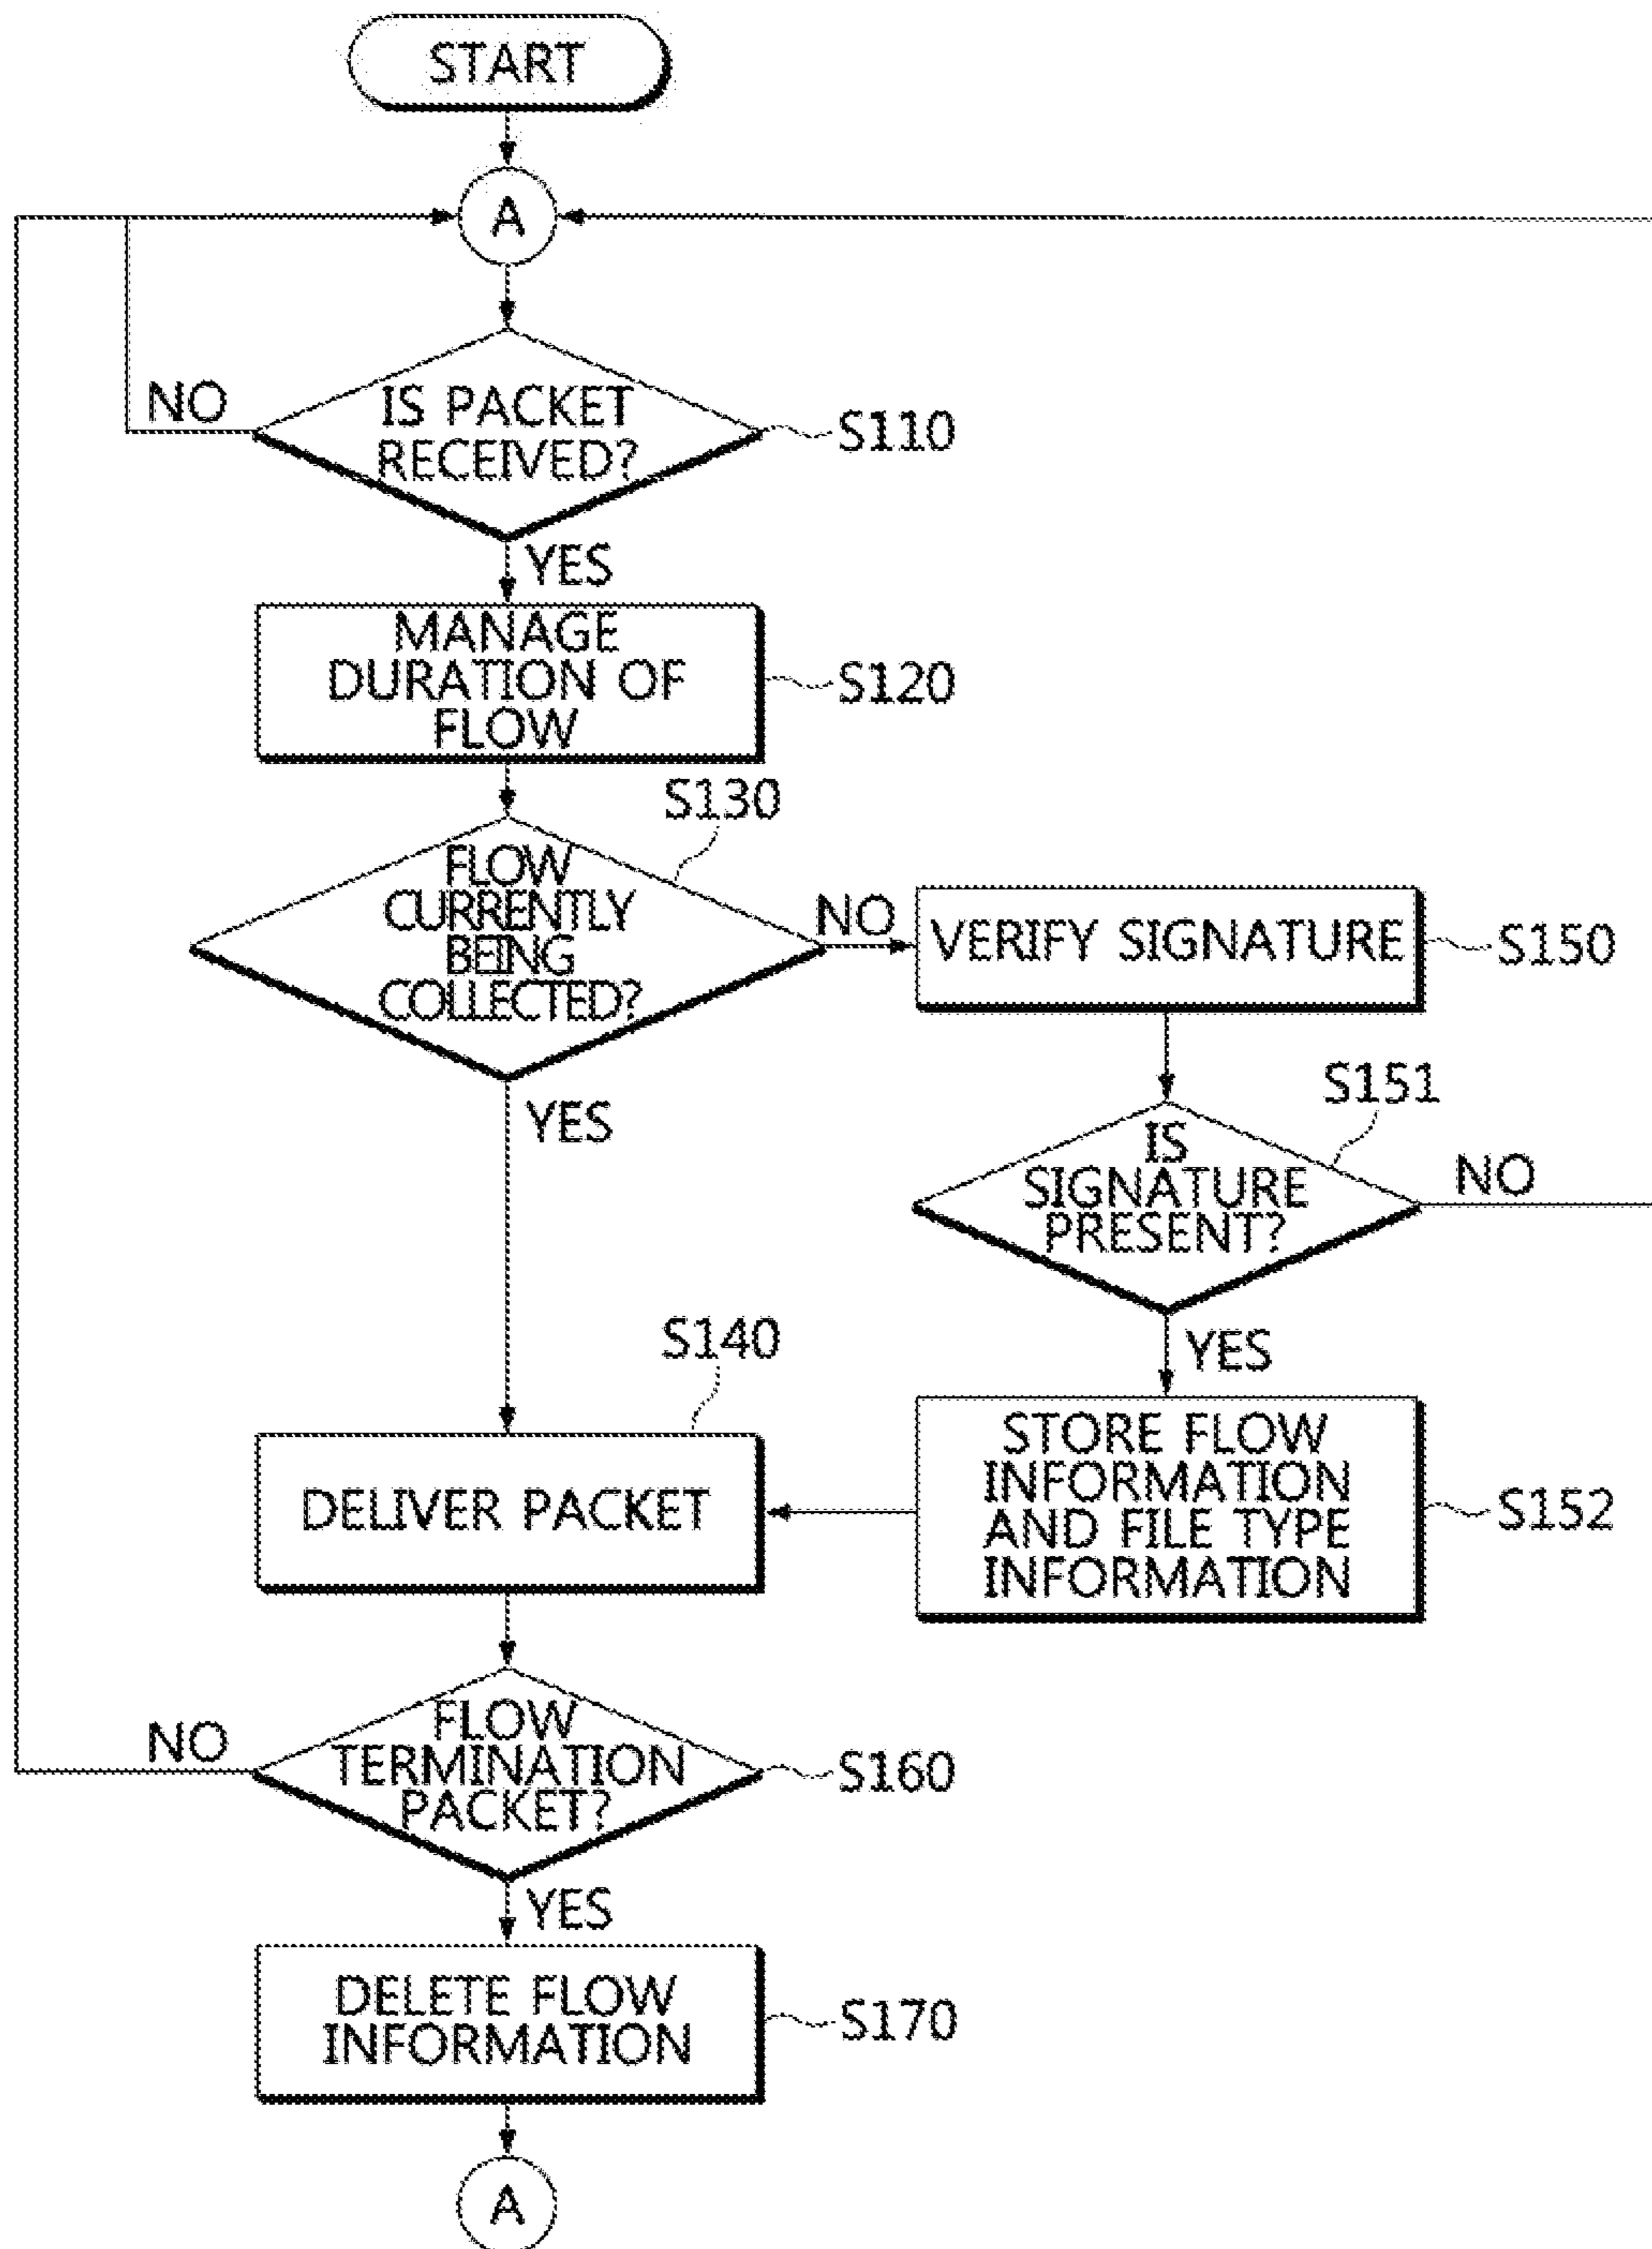 START
A
NO
IS PACKET
RECEIVED?
S110
YES
MANAGE
DURATION OF
FLOW
S120
S130
FLOW
CURRENTLY
BEING
COLLECTED?
NO
VERIFY SIGNATURE
S150
YES
S151
IS
SIGNATURE
PRESENT?
NO
YES
S140
DELIVER PACKET
STORE FLOW
INFORMATION
AND FILE TYPE
INFORMATION
S152
NO
FLOW
TERMINATION
PACKET?
S160
YES
DELETE FLOW
INFORMATION
S170
A